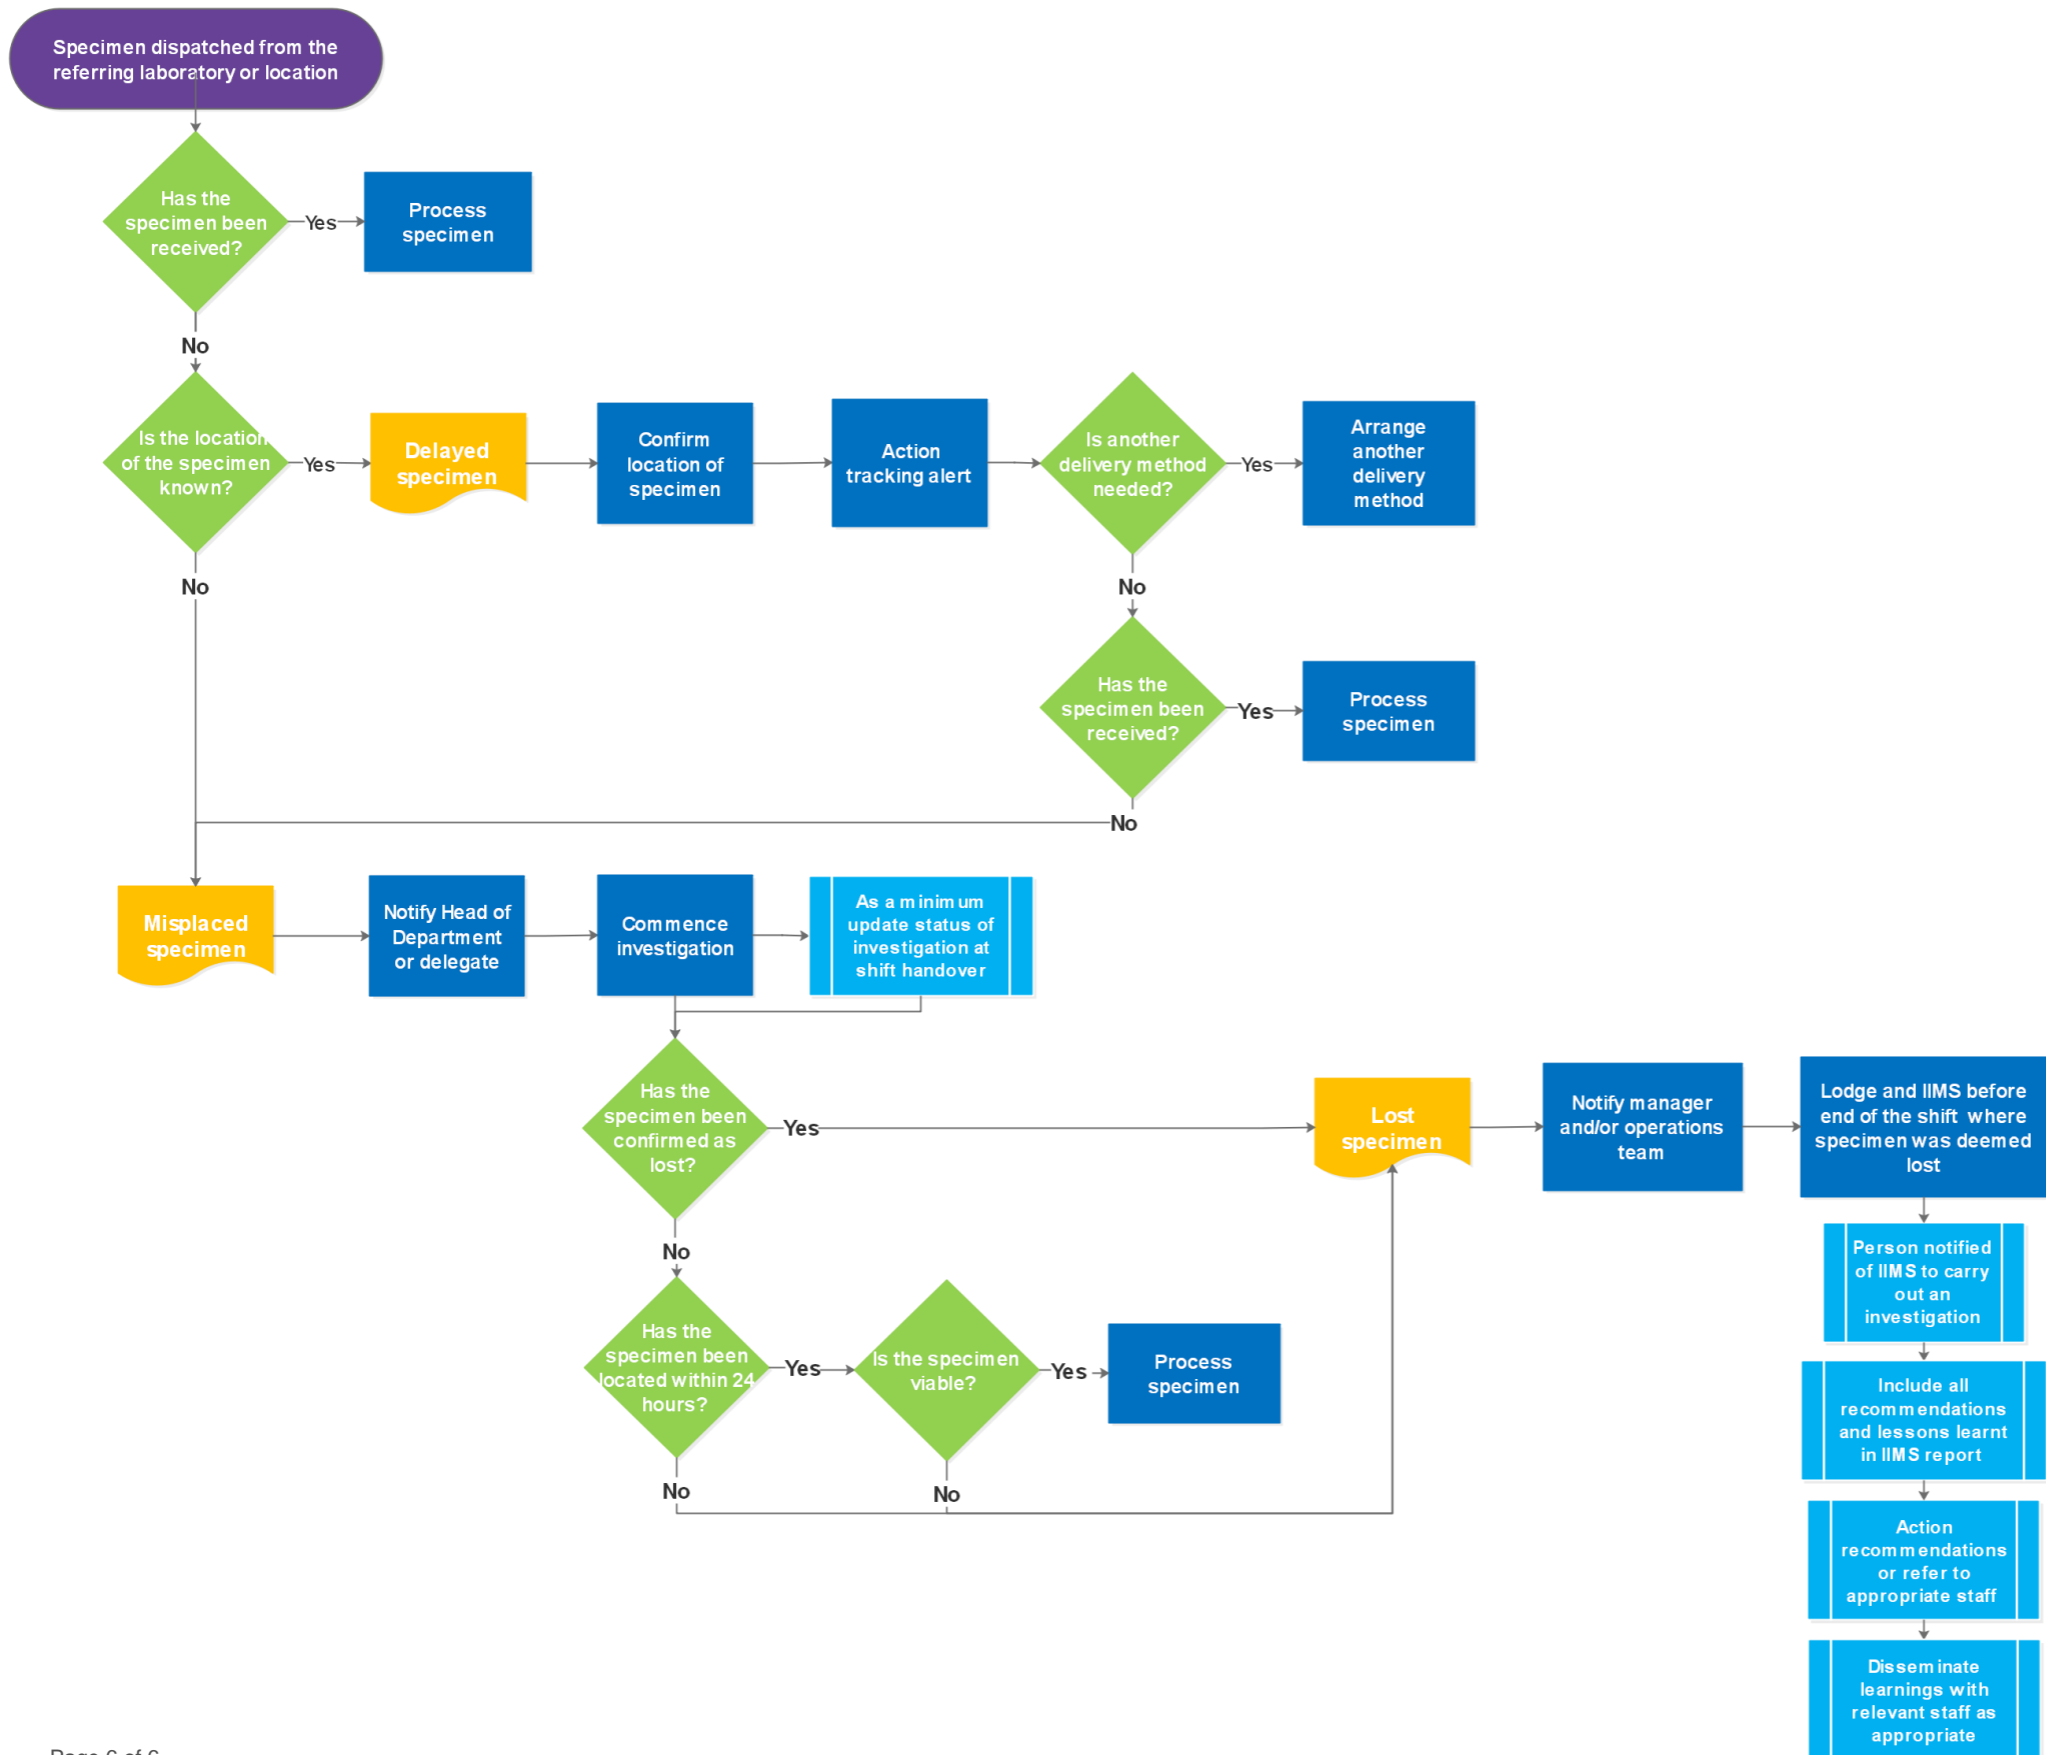 Specimen dispatched from the
referring laboratory or location
Has the
specimen been
received?
Yes
Process
specimen
No
Is the location
of the specimen
known?
Yes
Delayed
specimen
Confirm
location of
specimen
Action
tracking alert
Is another
delivery method
needed?
Yes
Arrange
another
delivery
method
No
No
Has the
specimen been
received?
Yes
Process
specimen
No
Misplaced
specimen
Notify Head of
Department
or delegate
Commence
investigation
As a minimum
update status of
investigation at
shift handover
Has the
specimen been
confirmed as
lost?
Yes
Lost
specimen
Notify manager
and/or operations
team
Lodge and IIMS before
end of the shift where
specimen was deemed
lost
No
Person notified
of IIMS to carry
out an
investigation
Has the
specimen been
located within 24
hours?
Yes
Is the specimen
viable?
Yes
Process
specimen
Include all
recommendations
and lessons learnt
in IIMS report
No
No
Action
recommendations
or refer to
appropriate staff
Disseminate
learnings with
relevant staff as
appropriate
Page 6 of 6